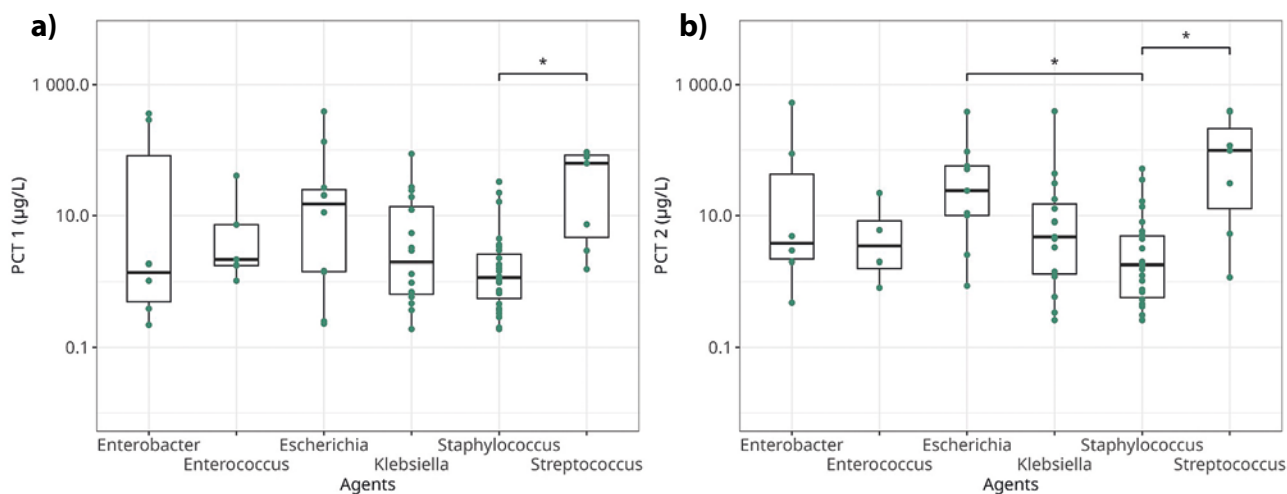 a)
PCT 1 (µg/L)
1 000.0
10.0
0.1
*
Enterobacter
Enterococcus
Escherichia
Klebsiella
Staphylococcus
Streptococcus
Agents
b)
PCT 2 (µg/L)
1 000.0
10.0
0.1
*
*
Enterobacter
Enterococcus
Escherichia
Klebsiella
Staphylococcus
Streptococcus
Agents